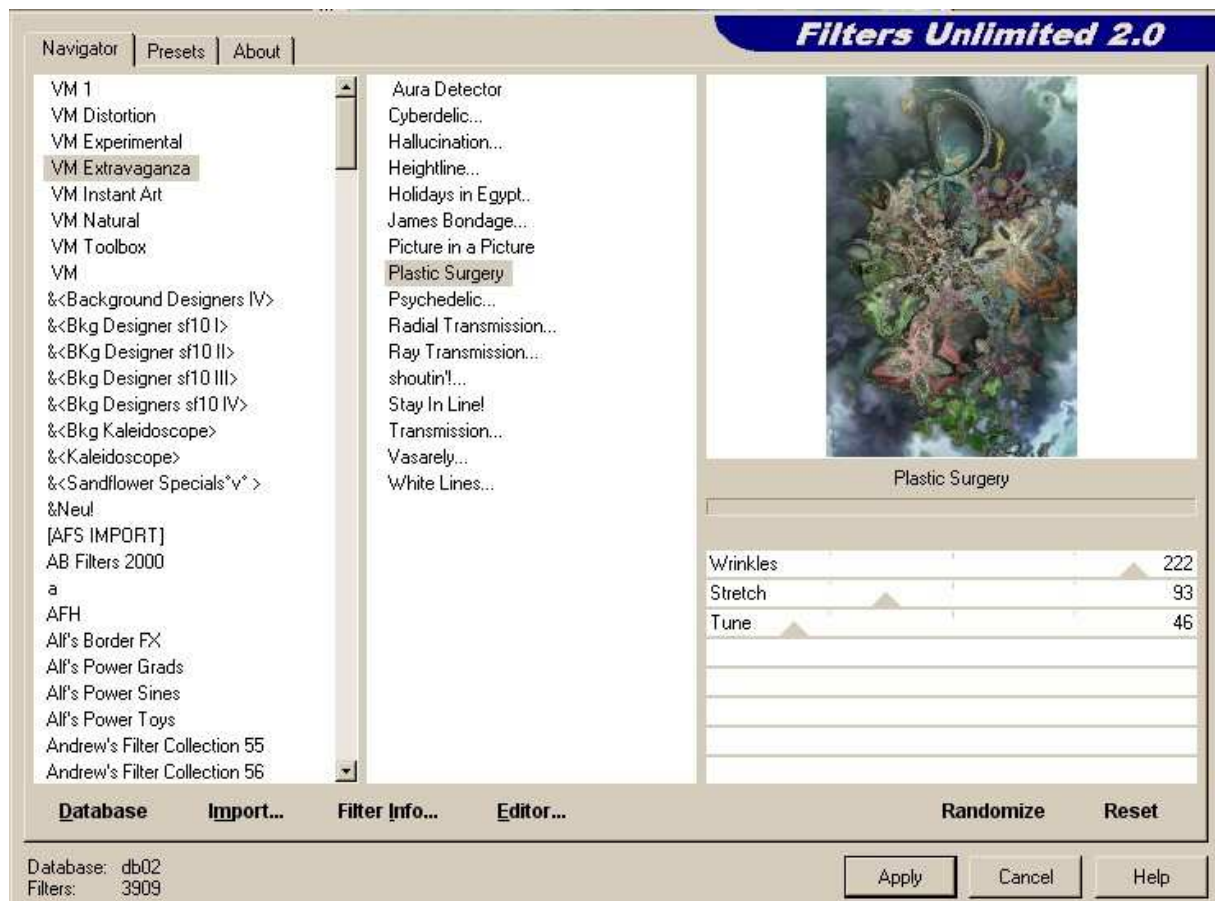 Filters Unlimited 2.0
Navigator
Presets
About
VM 1
VM Distortion
VM Experimental
VM Extravaganza
VM Instant Art
VM Natural
VM Toolbox
VM
&<Background Designers IV>
&<Bkg Designer sf10 I>
&<BKg Designer sf10 II>
&<Bkg Designer sf10 III>
&<Bkg Designers sf10 IV>
&<Bkg Kaleidoscope>
&<Kaleidoscope>
&<Sandflower Specials°v° >
&Neu!
[AFS IMPORT]
AB Filters 2000
a
AFH
Alf's Border FX
Alf's Power Grads
Alf's Power Sines
Alf's Power Toys
Andrew's Filter Collection 55
Andrew's Filter Collection 56
Aura Detector
Cyberdelic...
Hallucination...
Heightline...
Holidays in Egypt..
James Bondage...
Picture in a Picture
Plastic Surgery
Psychedelic...
Radial Transmission...
Ray Transmission...
shoutin'!...
Stay In Line!
Transmission...
Vasarely...
White Lines...
Plastic Surgery
Wrinkles 222
Stretch 93
Tune 46
Database Import... Filter Info... Editor... Randomize Reset
Database: db02
Filters: 3909
Apply Cancel Help